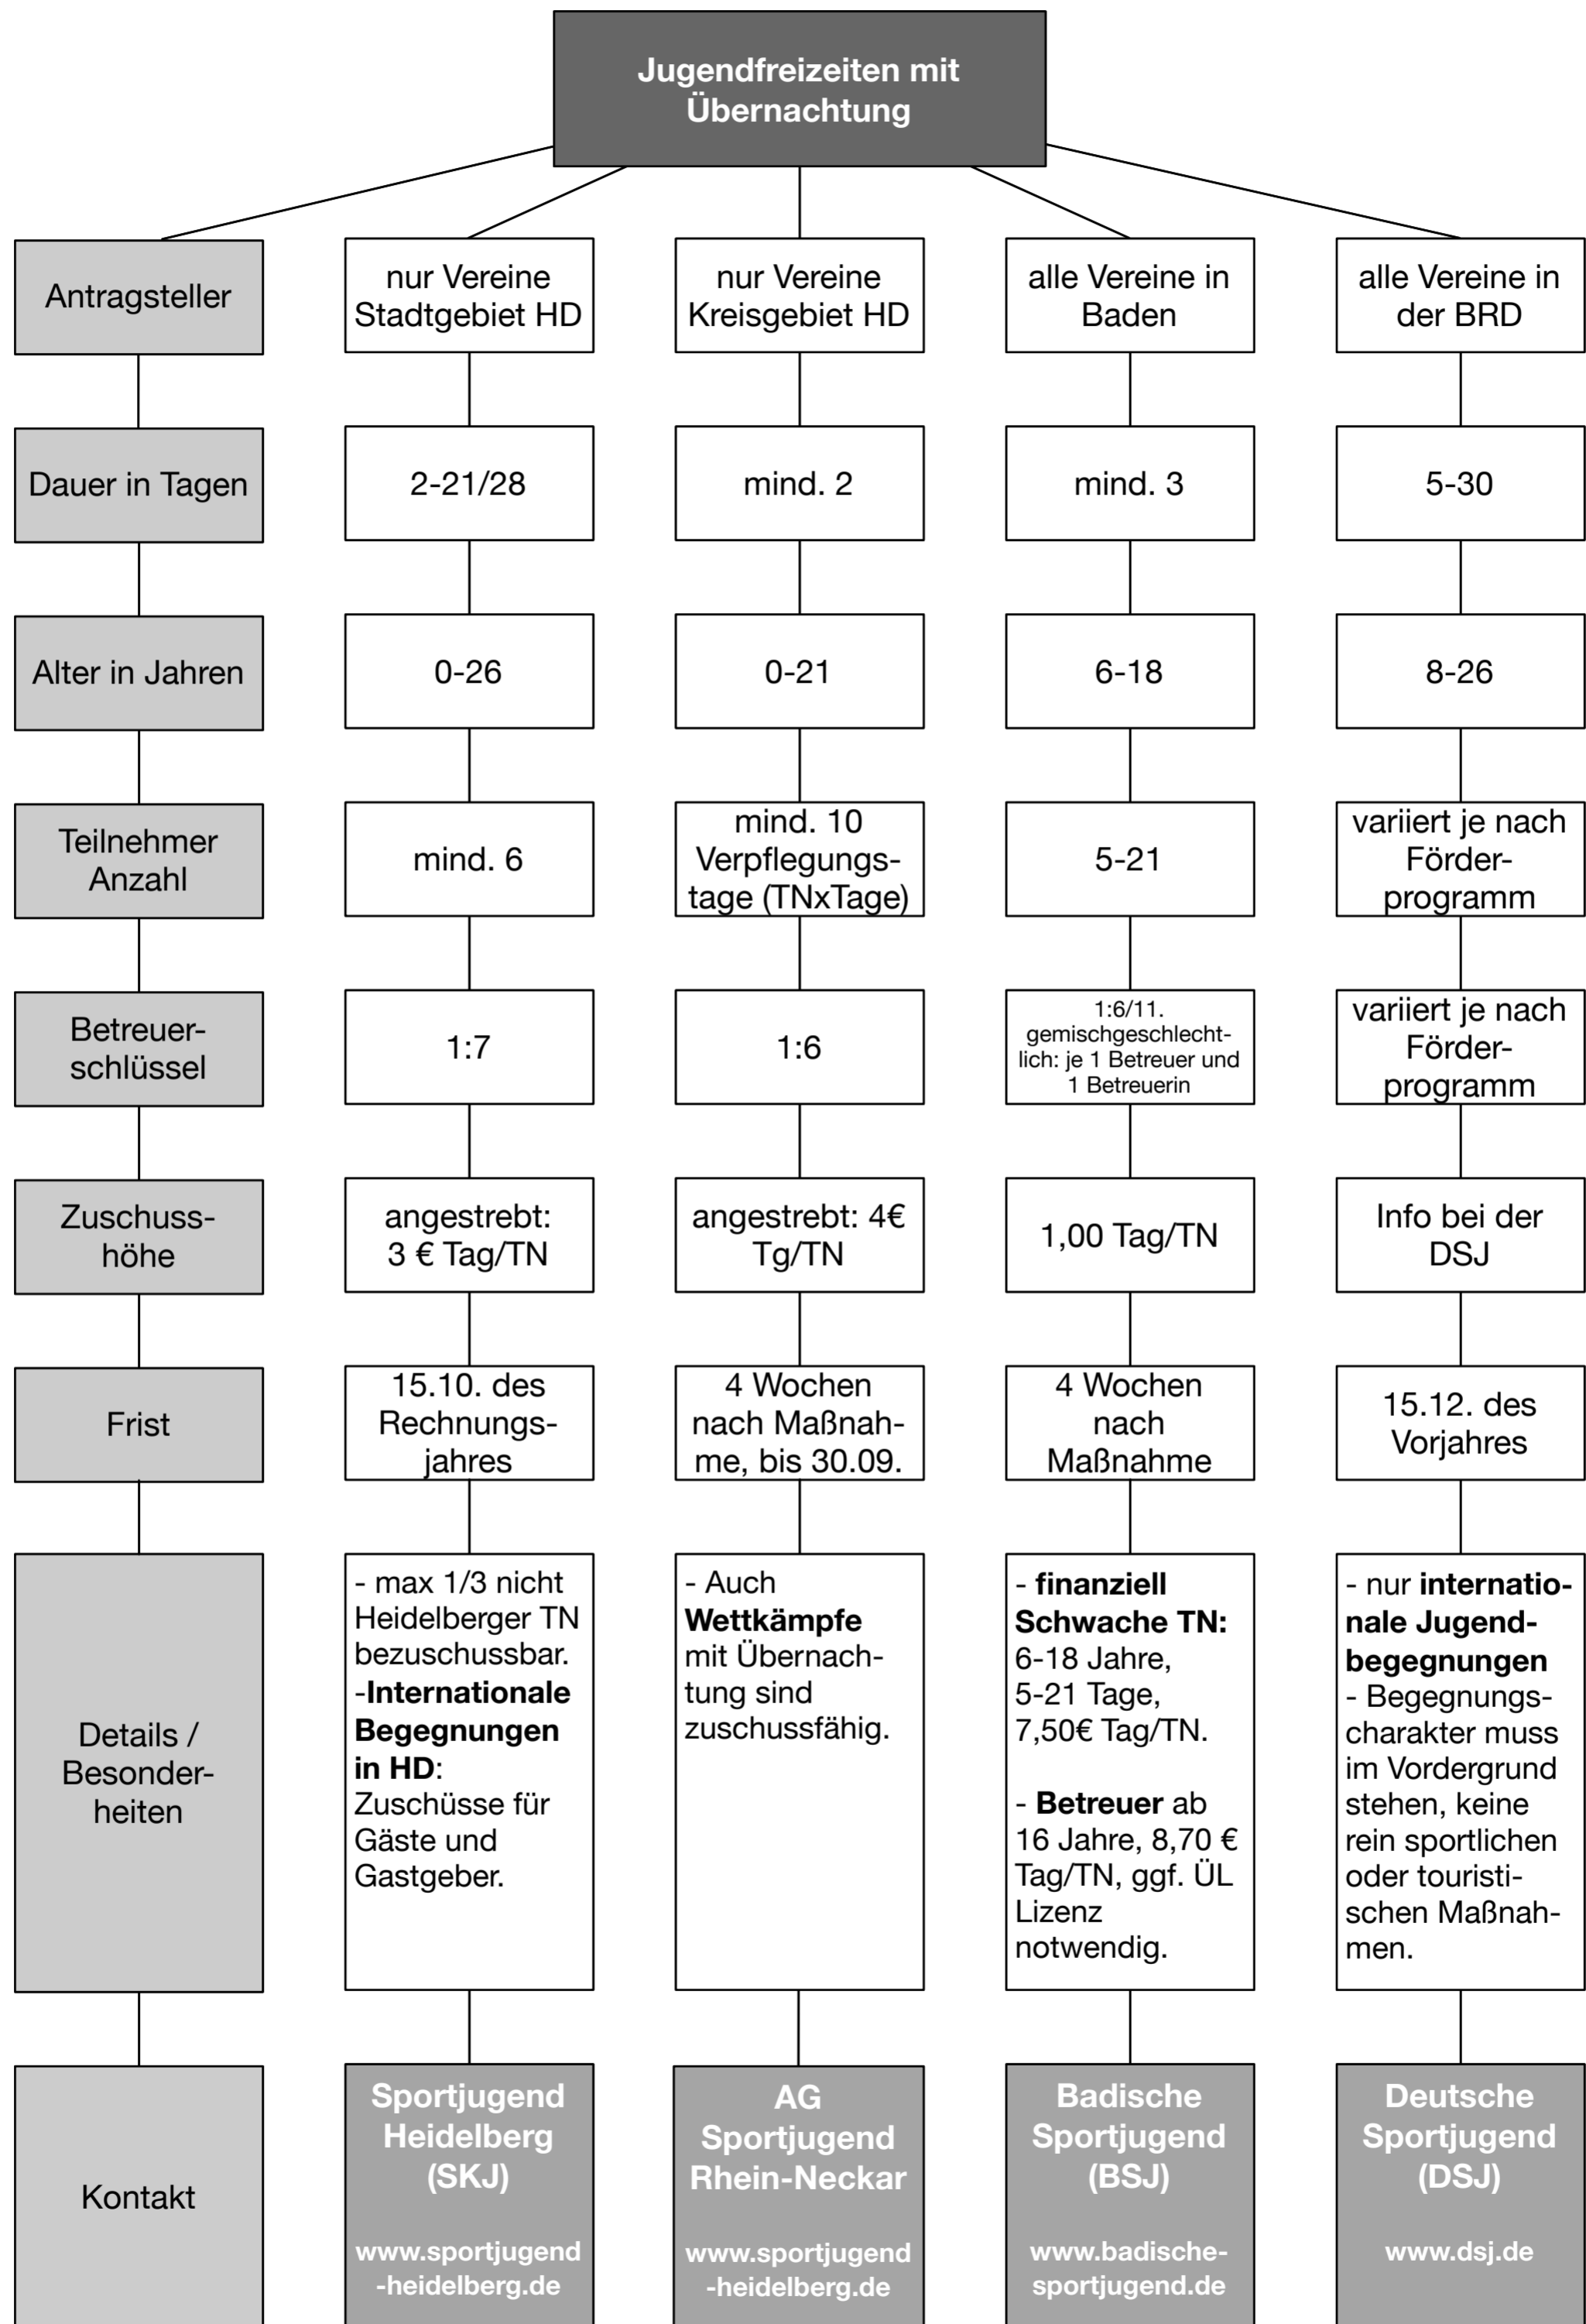 Jugendfreizeiten mit
Übernachtung
Antragsteller
nur Vereine
Stadtgebiet HD
nur Vereine
Kreisgebiet HD
alle Vereine in
Baden
alle Vereine in
der BRD
Dauer in Tagen
2-21/28
mind. 2
mind. 3
5-30
Alter in Jahren
0-26
0-21
6-18
8-26
Teilnehmer
Anzahl
mind. 6
mind. 10
Verpflegungs-
tage (TNxTage)
5-21
variiert je nach
Förder-
programm
Betreuer-
schlüssel
1:7
1:6
1:6/11.
gemischgeschlecht-
lich: je 1 Betreuer und
1 Betreuerin
variiert je nach
Förder-
programm
Zuschuss-
höhe
angestrebt:
3 € Tag/TN
angestrebt: 4€
Tg/TN
1,00 Tag/TN
Info bei der
DSJ
Frist
15.10. des
Rechnungs-
jahres
4 Wochen
nach Maßnah-
me, bis 30.09.
4 Wochen
nach
Maßnahme
15.12. des
Vorjahres
Details /
Besonder-
heiten
- max 1/3 nicht
Heidelberger TN
bezuschussbar.
-Internationale
Begegnungen
in HD:
Zuschüsse für
Gäste und
Gastgeber.
- Auch
Wettkämpfe
mit Übernach-
tung sind
zuschussfähig.
- finanziell
Schwache TN:
6-18 Jahre,
5-21 Tage,
7,50€ Tag/TN.
- Betreuer ab
16 Jahre, 8,70 €
Tag/TN, ggf. ÜL
Lizenz
notwendig.
- nur internatio-
nale Jugend-
begegnungen
- Begegnungs-
charakter muss
im Vordergrund
stehen, keine
rein sportlichen
oder touristi-
schen Maßnah-
men.
Kontakt
Sportjugend
Heidelberg
(SKJ)
www.sportjugend
-heidelberg.de
AG
Sportjugend
Rhein-Neckar
www.sportjugend
-heidelberg.de
Badische
Sportjugend
(BSJ)
www.badische-
sportjugend.de
Deutsche
Sportjugend
(DSJ)
www.dsj.de